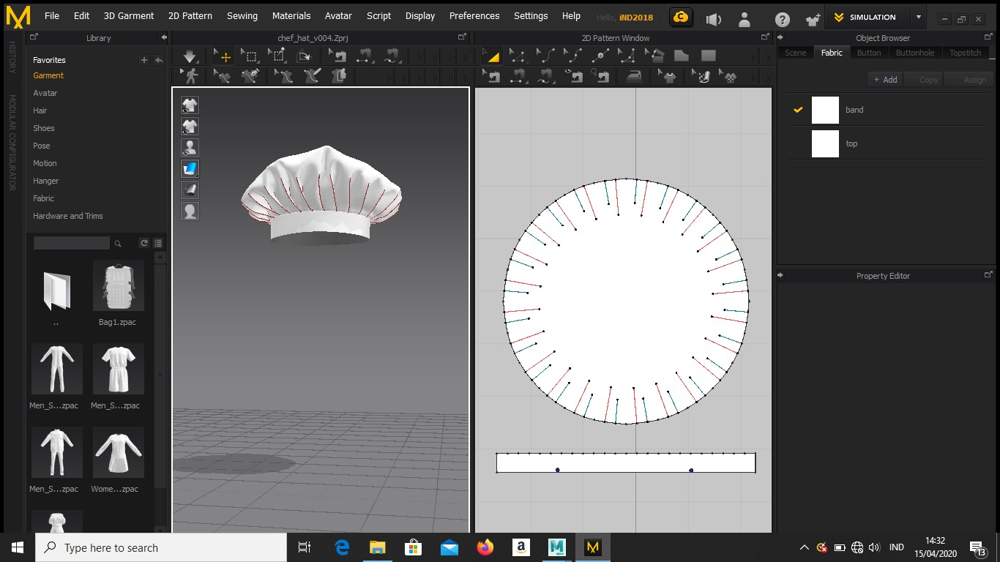 File Edit 3D Garment 2D Pattern Sewing Materials Avatar Script Display Preferences Settings Help Hello, iND2018 SIMULATION
Library
chef_hat_v004.Zprj
2D Pattern Window
Object Browser
HISTORY
MODULAR CONFIGURATOR
Favorites
Garment
Avatar
Hair
Shoes
Pose
Motion
Hanger
Fabric
Hardware and Trims
..
Bag1.zpac
Men_S...zpac
Men_S...zpac
Men_S...zpac
Wome...zpac
Scene Fabric Button Buttonhole Topstitch
+ Add Copy Assign
band
top
Property Editor
Type here to search
IND
14:32
15/04/2020
13